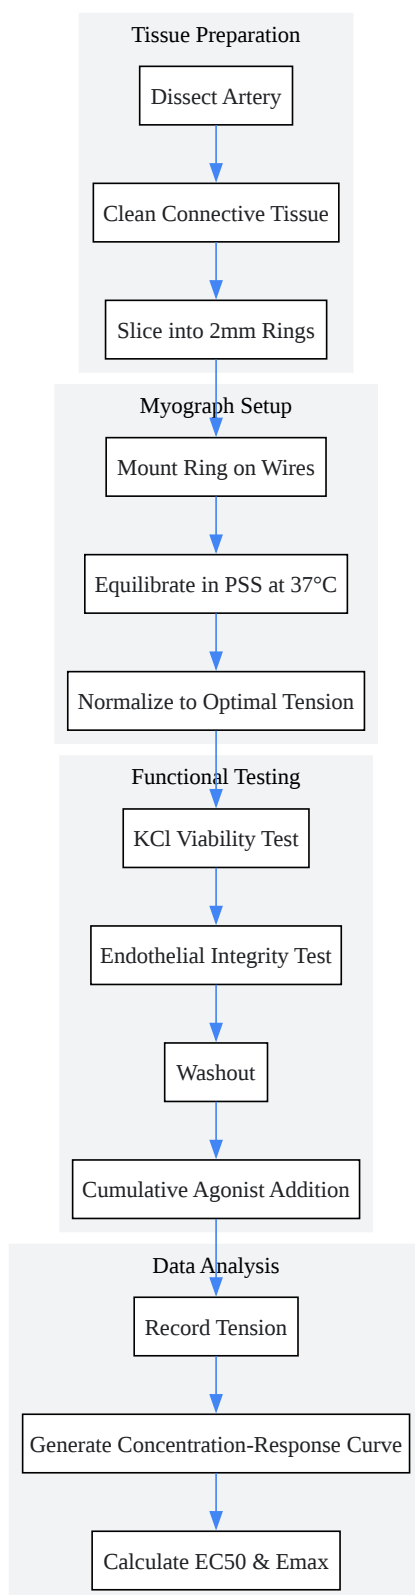 Tissue Preparation
Dissect Artery
Clean Connective Tissue
Slice into 2mm Rings
Myograph Setup
Mount Ring on Wires
Equilibrate in PSS at 37°C
Normalize to Optimal Tension
Functional Testing
KCl Viability Test
Endothelial Integrity Test
Washout
Cumulative Agonist Addition
Data Analysis
Record Tension
Generate Concentration-Response Curve
Calculate EC50 & Emax